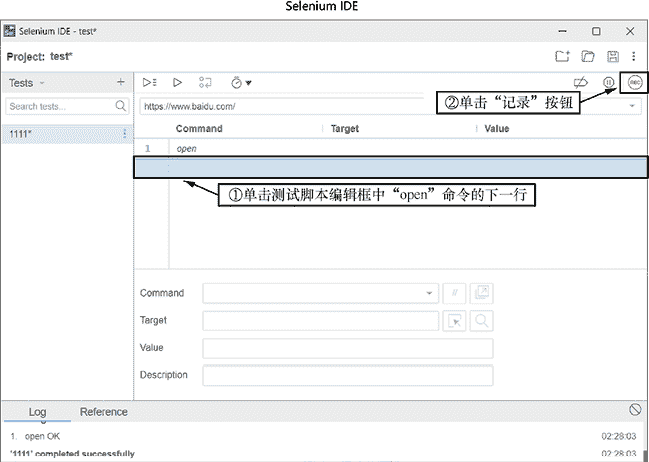 Selenium IDE
Selenium IDE - test*
Project: test*
Tests
Search tests...
https://www.baidu.com/
②单击“记录”按钮
REC
Command Target Value
1111*
1 open
①单击测试脚本编辑框中“open”命令的下一行
Command
//
Target
Value
Description
Log Reference
1. open OK 02:28:03
'1111' completed successfully 02:28:03